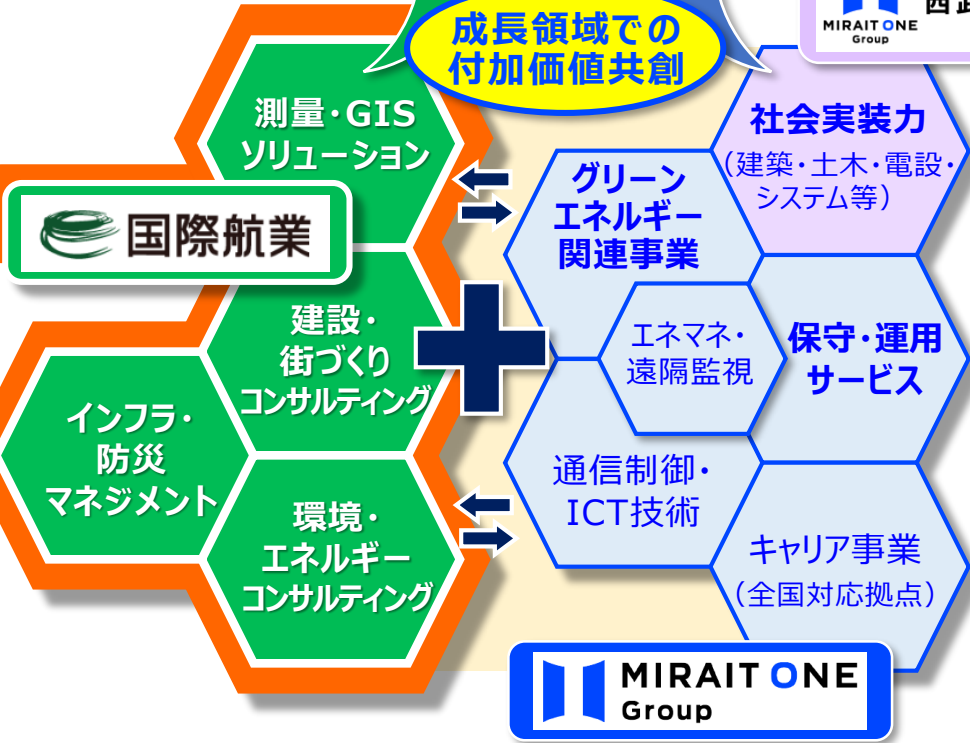 成長領域での
付加価値共創
MIRAIT ONE
Group
測量・GIS
ソリューション
国際航業
建設・
街づくり
コンサルティング
インフラ・
防災
マネジメント
環境・
エネルギー
コンサルティング
社会実装力
（建築・土木・電設・
システム等）
グリーン
エネルギー
関連事業
エネマネ・
遠隔監視
保守・運用
サービス
通信制御・
ICT技術
キャリア事業
（全国対応拠点）
MIRAIT ONE
Group